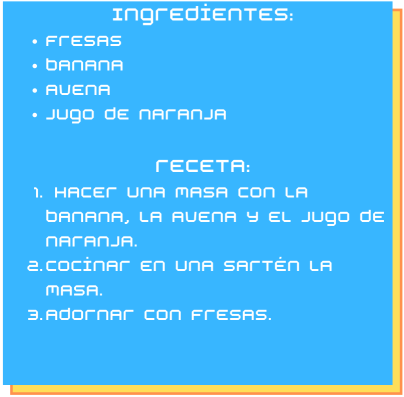 Ingredientes:
• Fresas
• Banana
• Avena
• Jugo de naranja
Receta:
1. Hacer una masa con la
banana, la avena y el jugo de
naranja.
2. Cocinar en una sartén la
masa.
3. Adornar con fresas.